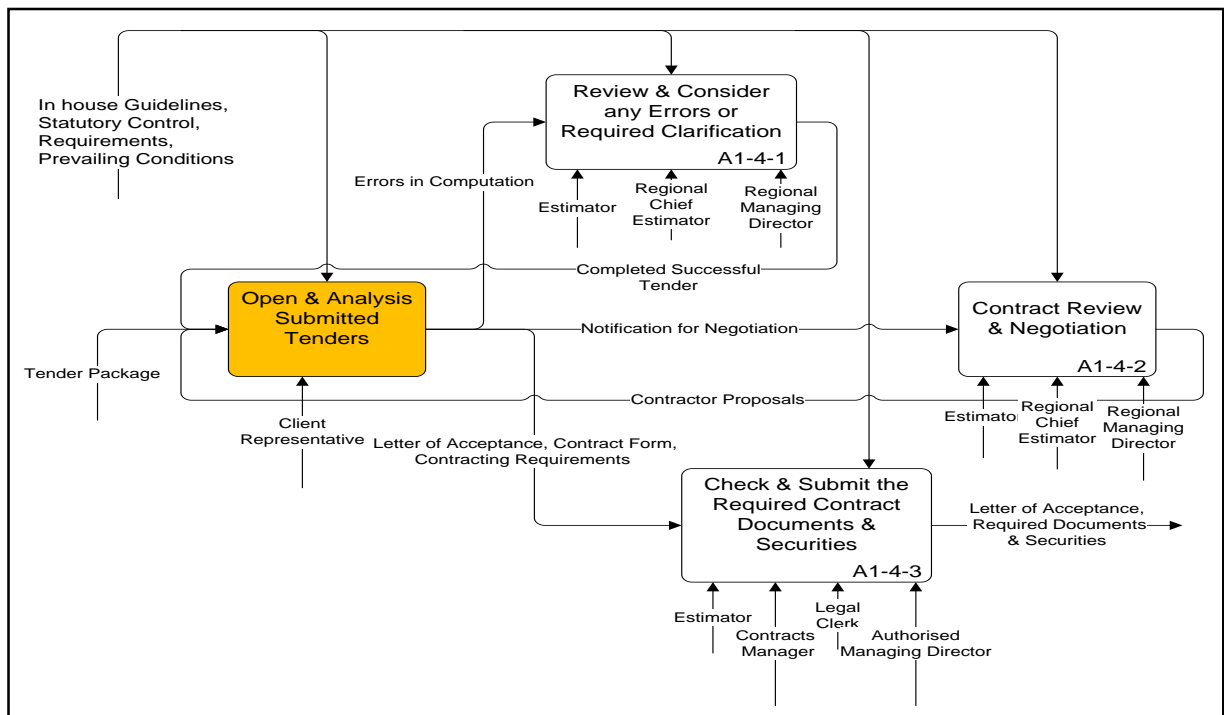 In house Guidelines,
Statutory Control,
Requirements,
Prevailing Conditions
Review & Consider
any Errors or
Required Clarification
A1-4-1
Errors in Computation
Estimator
Regional
Chief
Estimator
Regional
Managing
Director
Completed Successful
Tender
Open & Analysis
Submitted
Tenders
Notification for Negotiation
Contract Review
& Negotiation
A1-4-2
Tender Package
Client
Representative
Contractor Proposals
Estimator
Regional
Chief
Estimator
Regional
Managing
Director
Letter of Acceptance, Contract Form,
Contracting Requirements
Check & Submit the
Required Contract
Documents &
Securities
A1-4-3
Letter of Acceptance,
Required Documents
& Securities
Estimator
Contracts
Manager
Legal
Clerk
Authorised
Managing Director